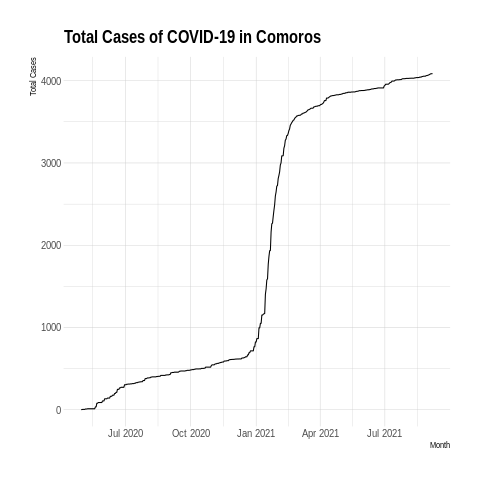 Total Cases of COVID-19 in Comoros
Total Cases
4000
3000
2000
1000
0
Jul 2020 Oct 2020 Jan 2021 Apr 2021 Jul 2021
Month